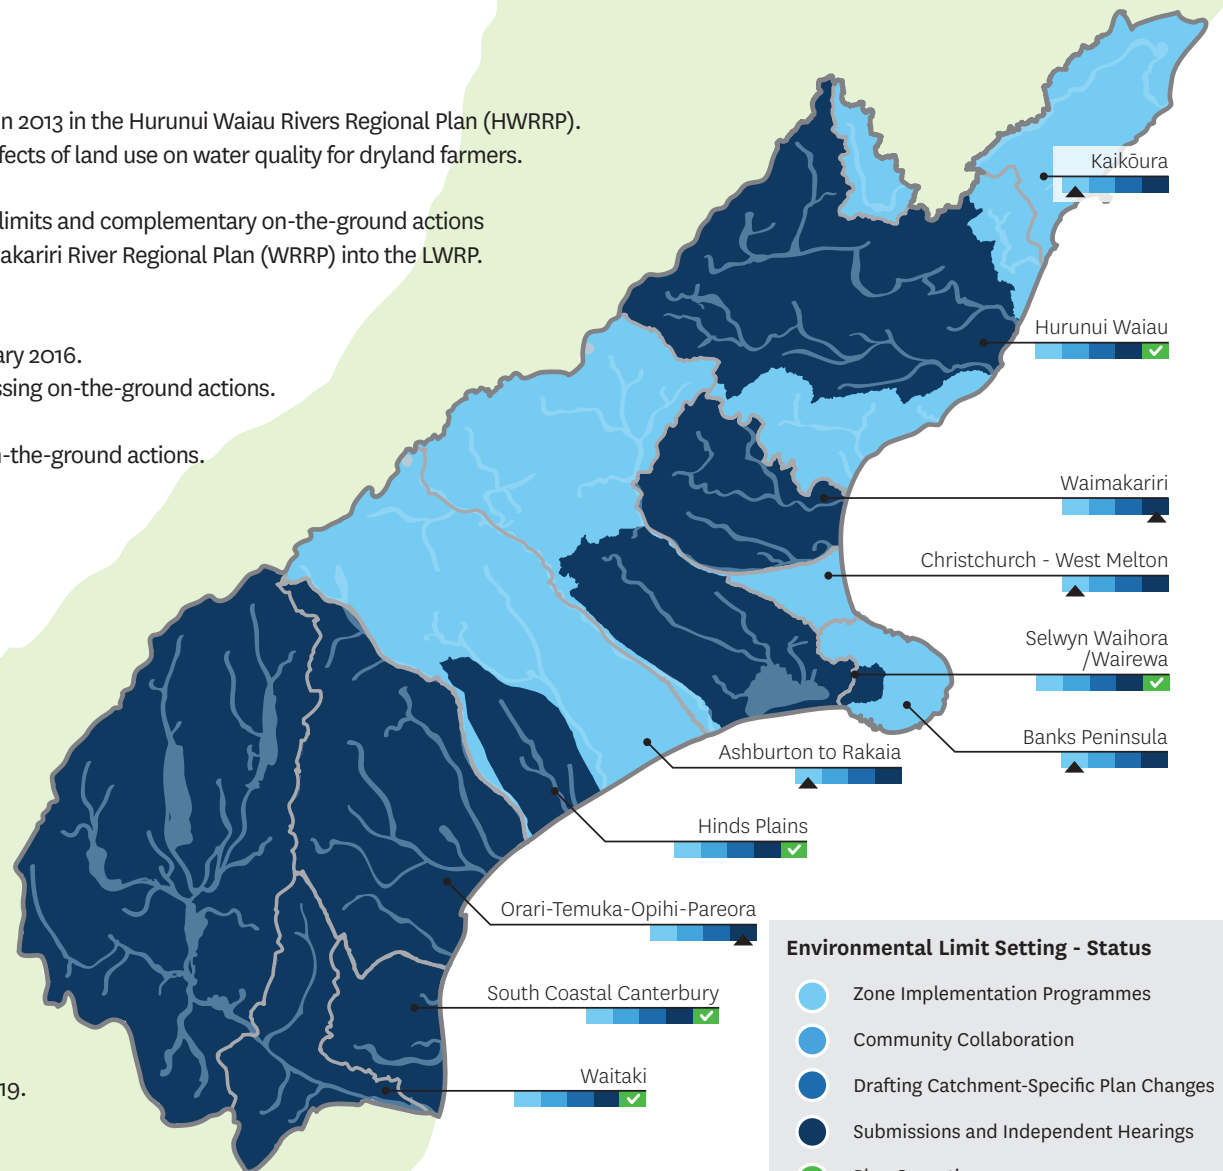 n 2013 in the Hurunui Waiau Rivers Regional Plan (HWRRP).
fects of land use on water quality for dryland farmers.
limits and complementary on-the-ground actions
akariri River Regional Plan (WRRP) into the LWRP.
ary 2016.
ssing on-the-ground actions.
n-the-ground actions.
19.
Kaikōura
Hurunui Waiau
Waimakariri
Christchurch - West Melton
Selwyn Waihora
/Wairewa
Banks Peninsula
Ashburton to Rakaia
Hinds Plains
Orari-Temuka-Opihi-Pareora
South Coastal Canterbury
Waitaki
Environmental Limit Setting - Status
Zone Implementation Programmes
Community Collaboration
Drafting Catchment-Specific Plan Changes
Submissions and Independent Hearings